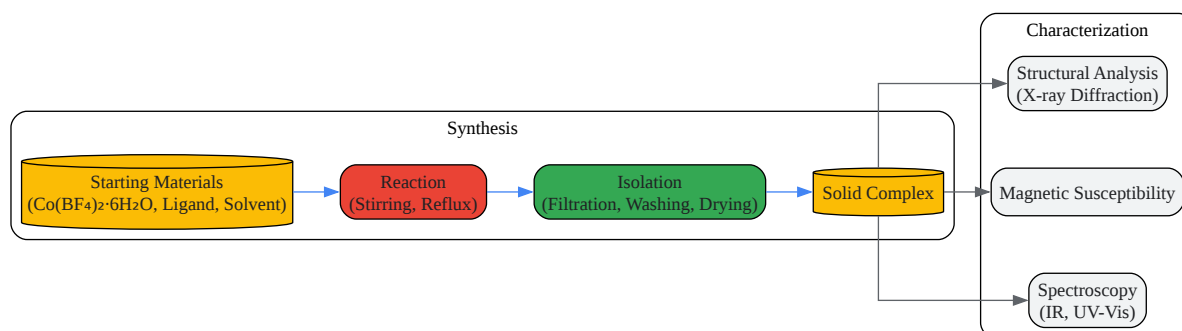 Characterization
Structural Analysis
(X-ray Diffraction)
Synthesis
Starting Materials
(Co(BF₄)₂·6H₂O, Ligand, Solvent)
Reaction
(Stirring, Reflux)
Isolation
(Filtration, Washing, Drying)
Solid Complex
Magnetic Susceptibility
Spectroscopy
(IR, UV-Vis)